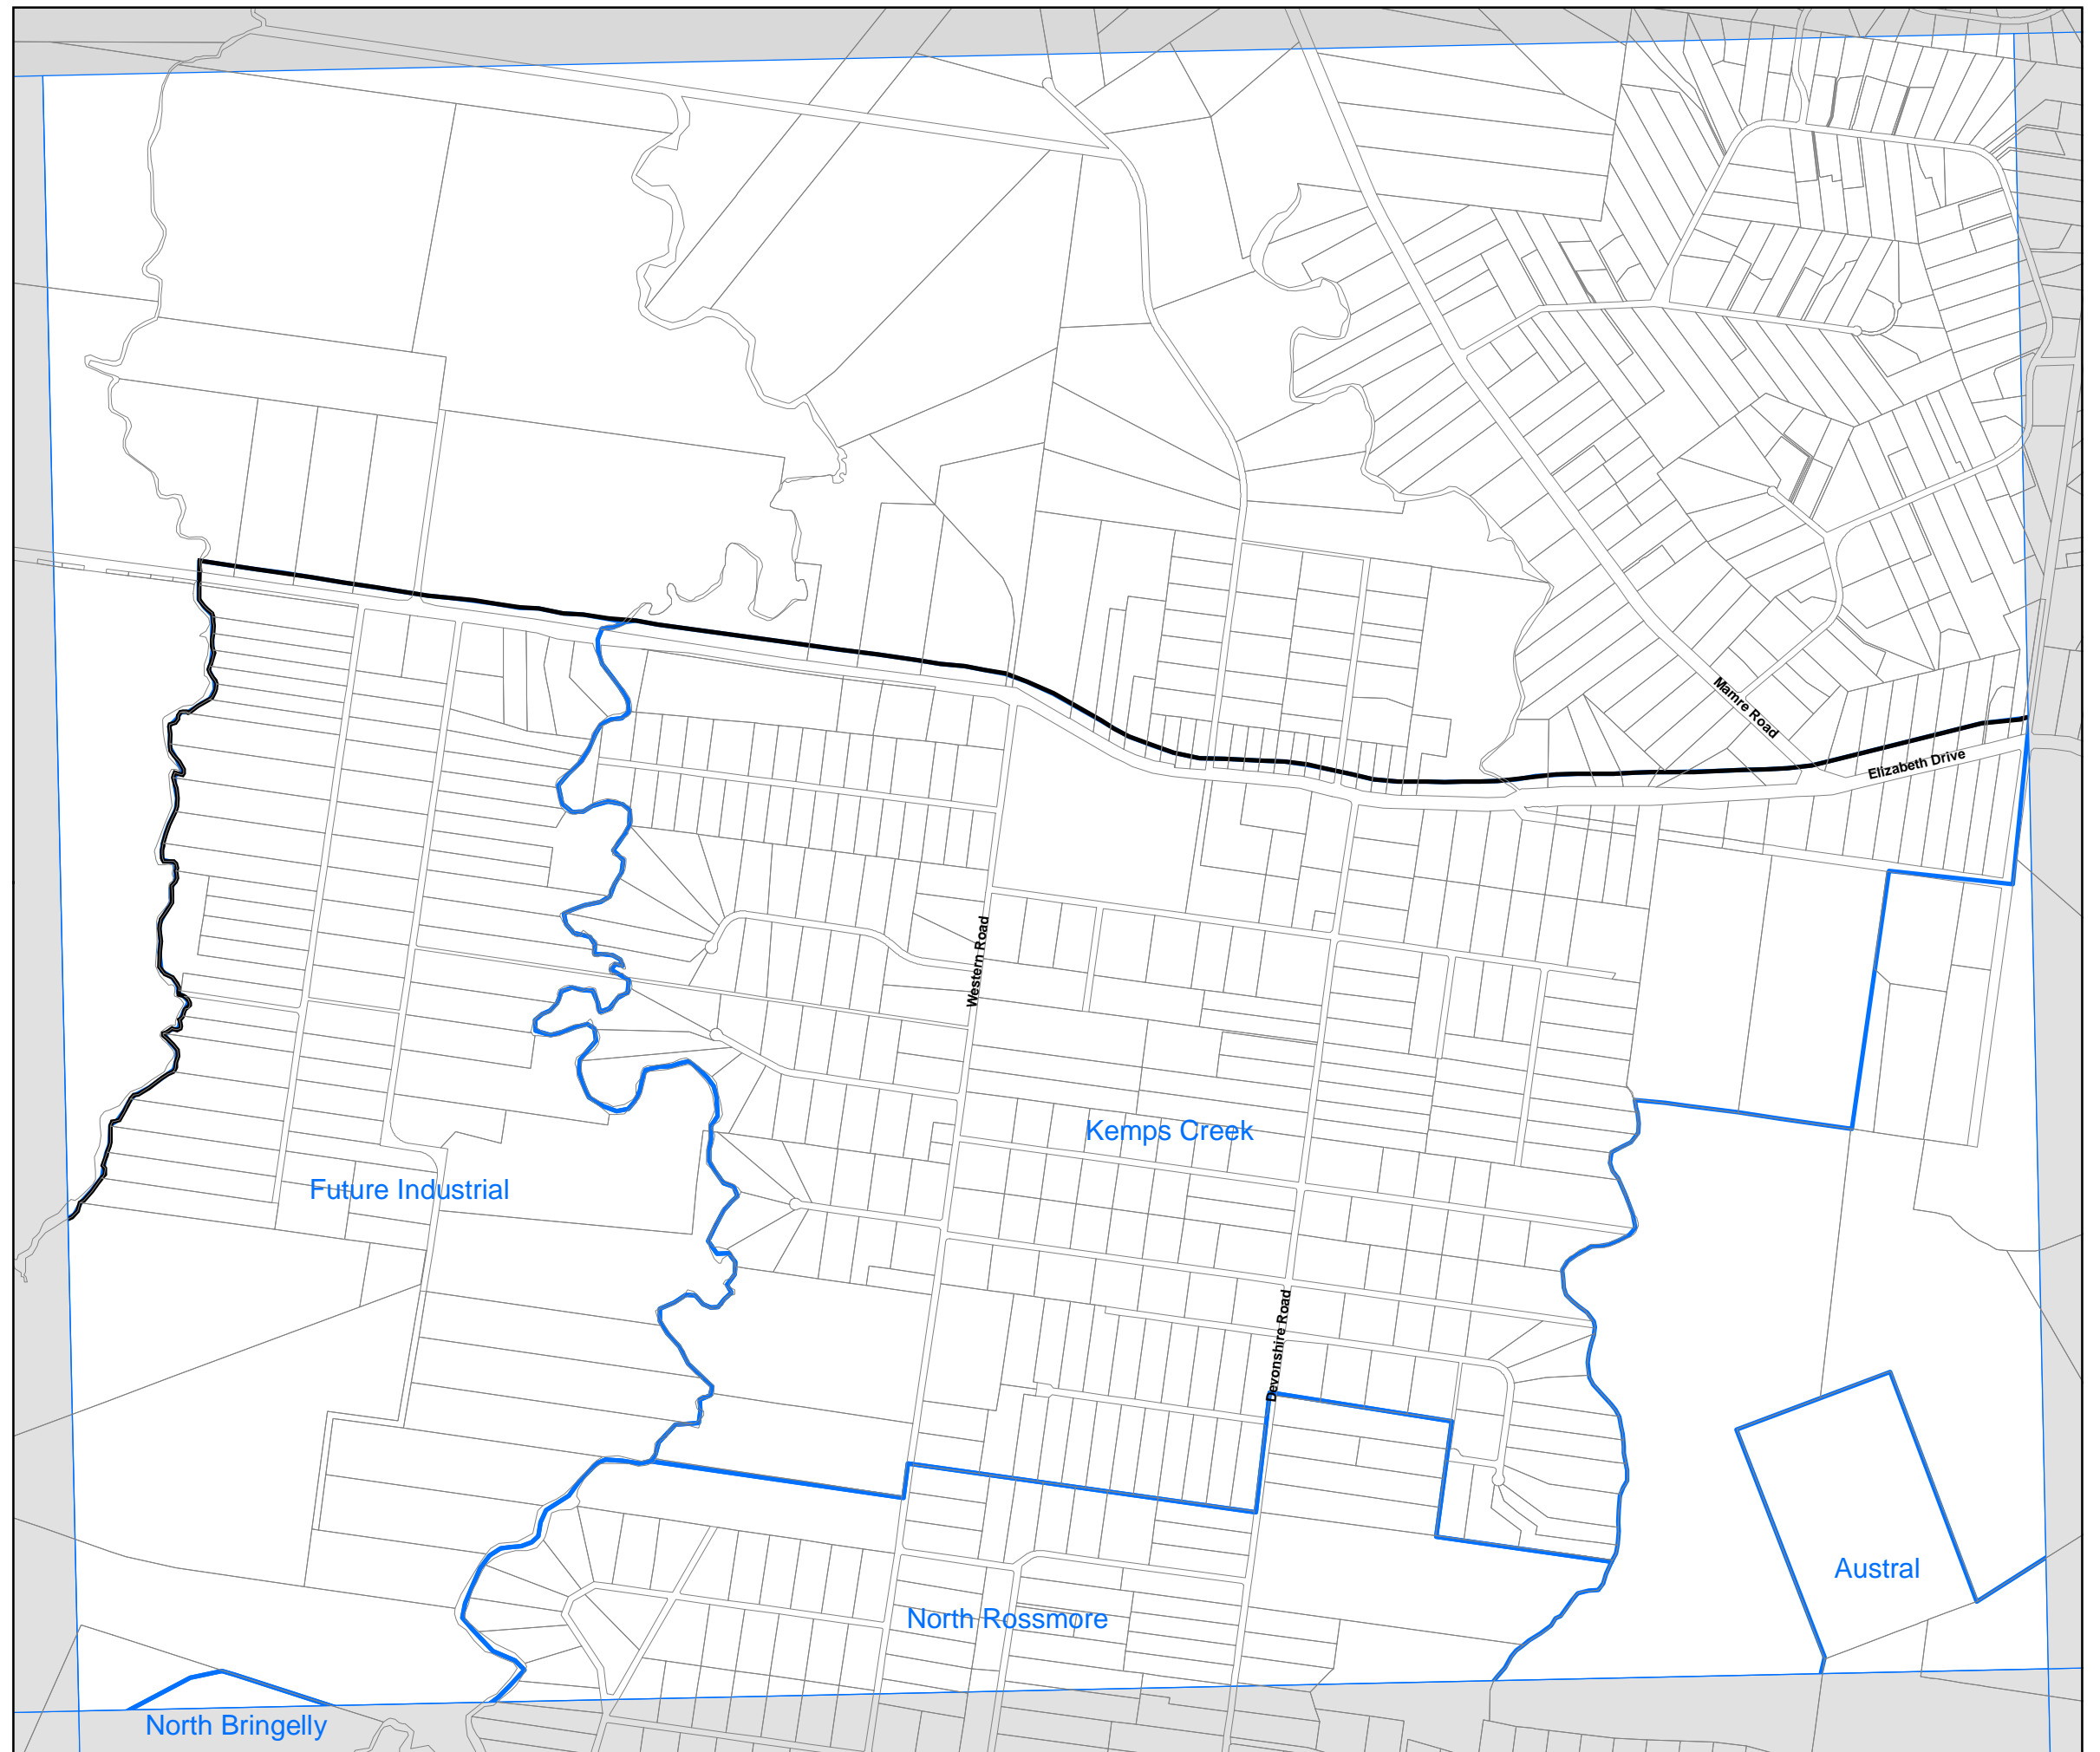 Mamre Road
Elizabeth Drive
Western Road
Kemps Creek
Future Industrial
Devonshire Road
Austral
North Rossmore
North Bringelly